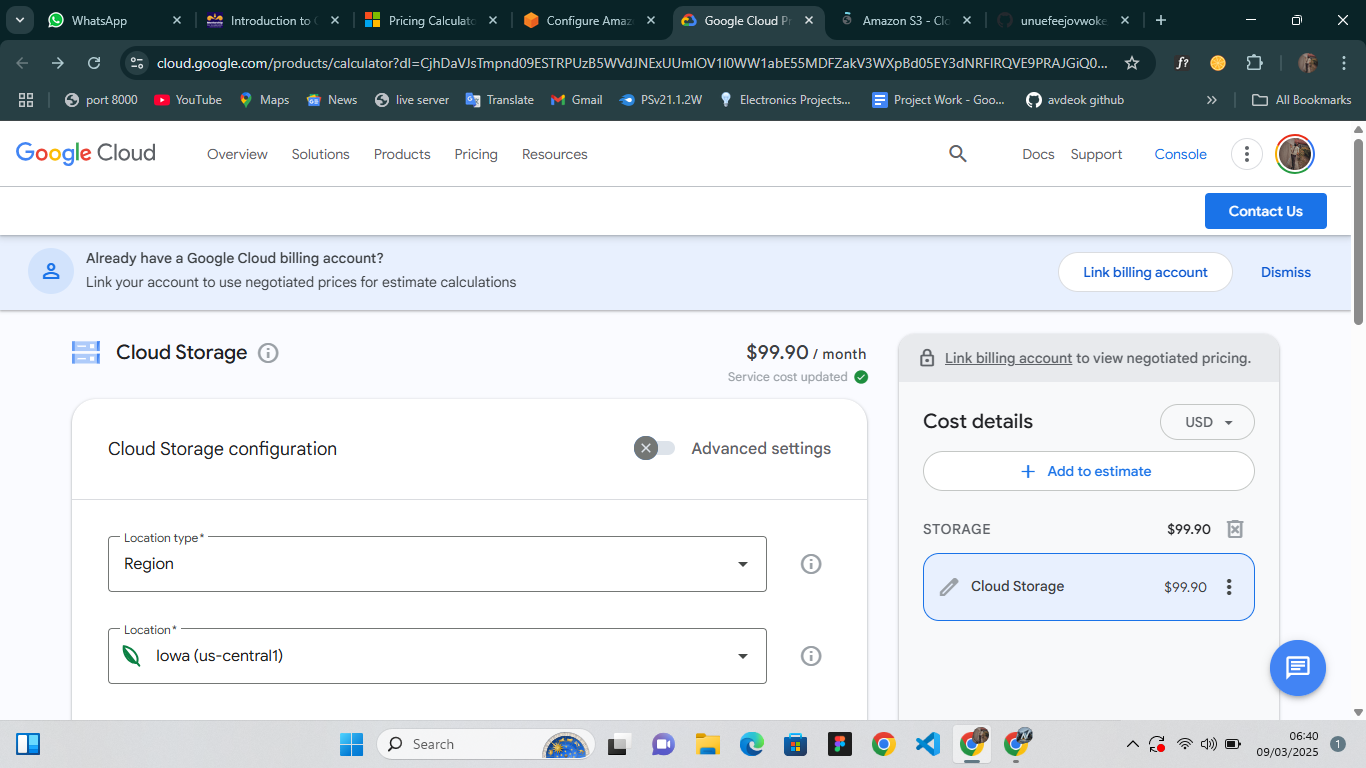 WhatsApp
Introduction to C
Pricing Calculato
Configure Amaz
Google Cloud Pr
Amazon S3 - Clo
unuefeejovwoke
cloud.google.com/products/calculator?dl=CjhDaVJsTmpnd09ESTRPUzB5WVdJNExUUmlOV1I0WW1abE55MDFZakV3WXpBd05EY3dNRFlRQVE9PRAJGiQ0...
port 8000
YouTube
Maps
News
live server
Translate
Gmail
PSv21.1.2W
Electronics Projects...
Project Work - Goo...
avdeok github
All Bookmarks
Google Cloud
Overview
Solutions
Products
Pricing
Resources
Docs
Support
Console
Contact Us
Already have a Google Cloud billing account?
Link your account to use negotiated prices for estimate calculations
Link billing account
Dismiss
Cloud Storage
$99.90 / month
Service cost updated
Link billing account to view negotiated pricing.
Cloud Storage configuration
Advanced settings
Cost details
USD
Add to estimate
STORAGE
$99.90
Cloud Storage
$99.90
Location type*
Region
Location*
Iowa (us-central1)
Search
06:40
09/03/2025
1